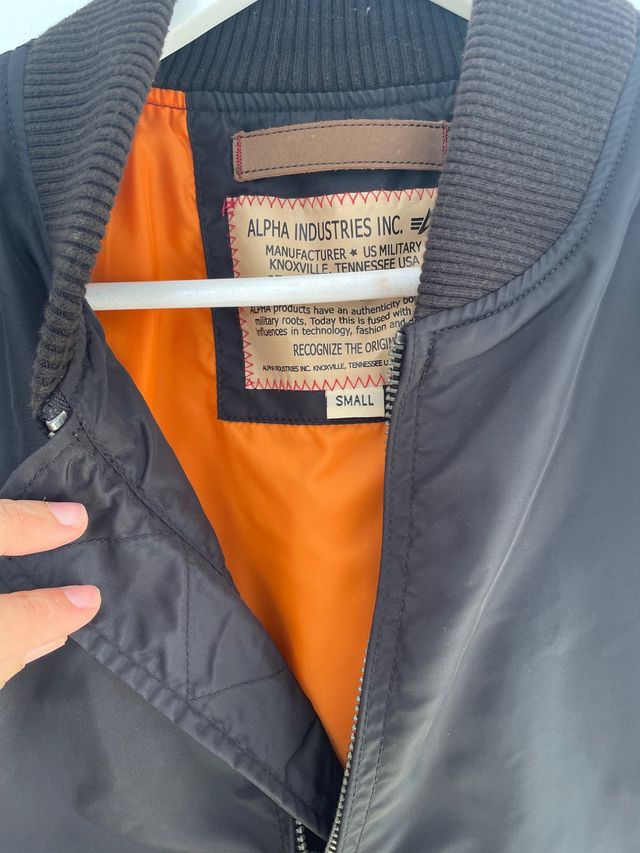 ALPHA INDUSTRIES INC.
MANUFACTURER ★ US MILITARY
KNOXVILLE, TENNESSEE USA
ALPHA products have an authenticity
military roots. Today this is fused with
influences in technology, fashion and
RECOGNIZE THE
ALPHA INDUSTRIES INC. KNOXVILLE, TENNESSEE
SMALL